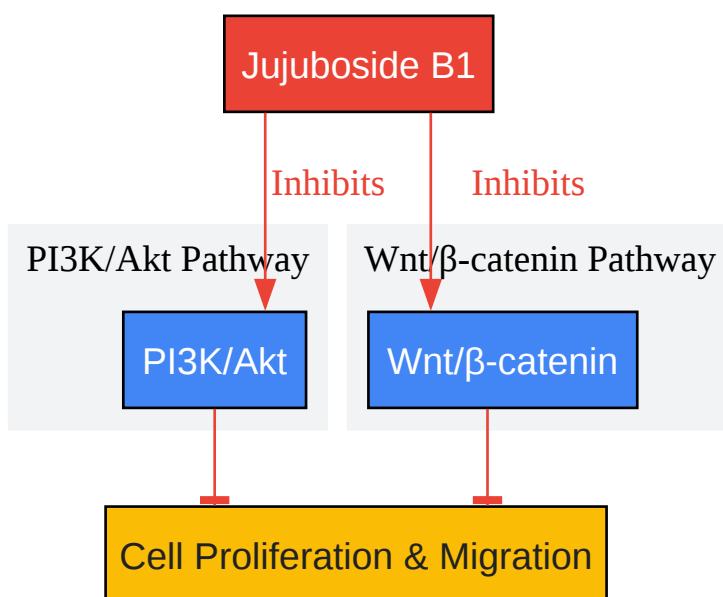 Jujuboside B1
Inhibits
Inhibits
PI3K/Akt Pathway
Wnt/β-catenin Pathway
PI3K/Akt
Wnt/β-catenin
Cell Proliferation & Migration